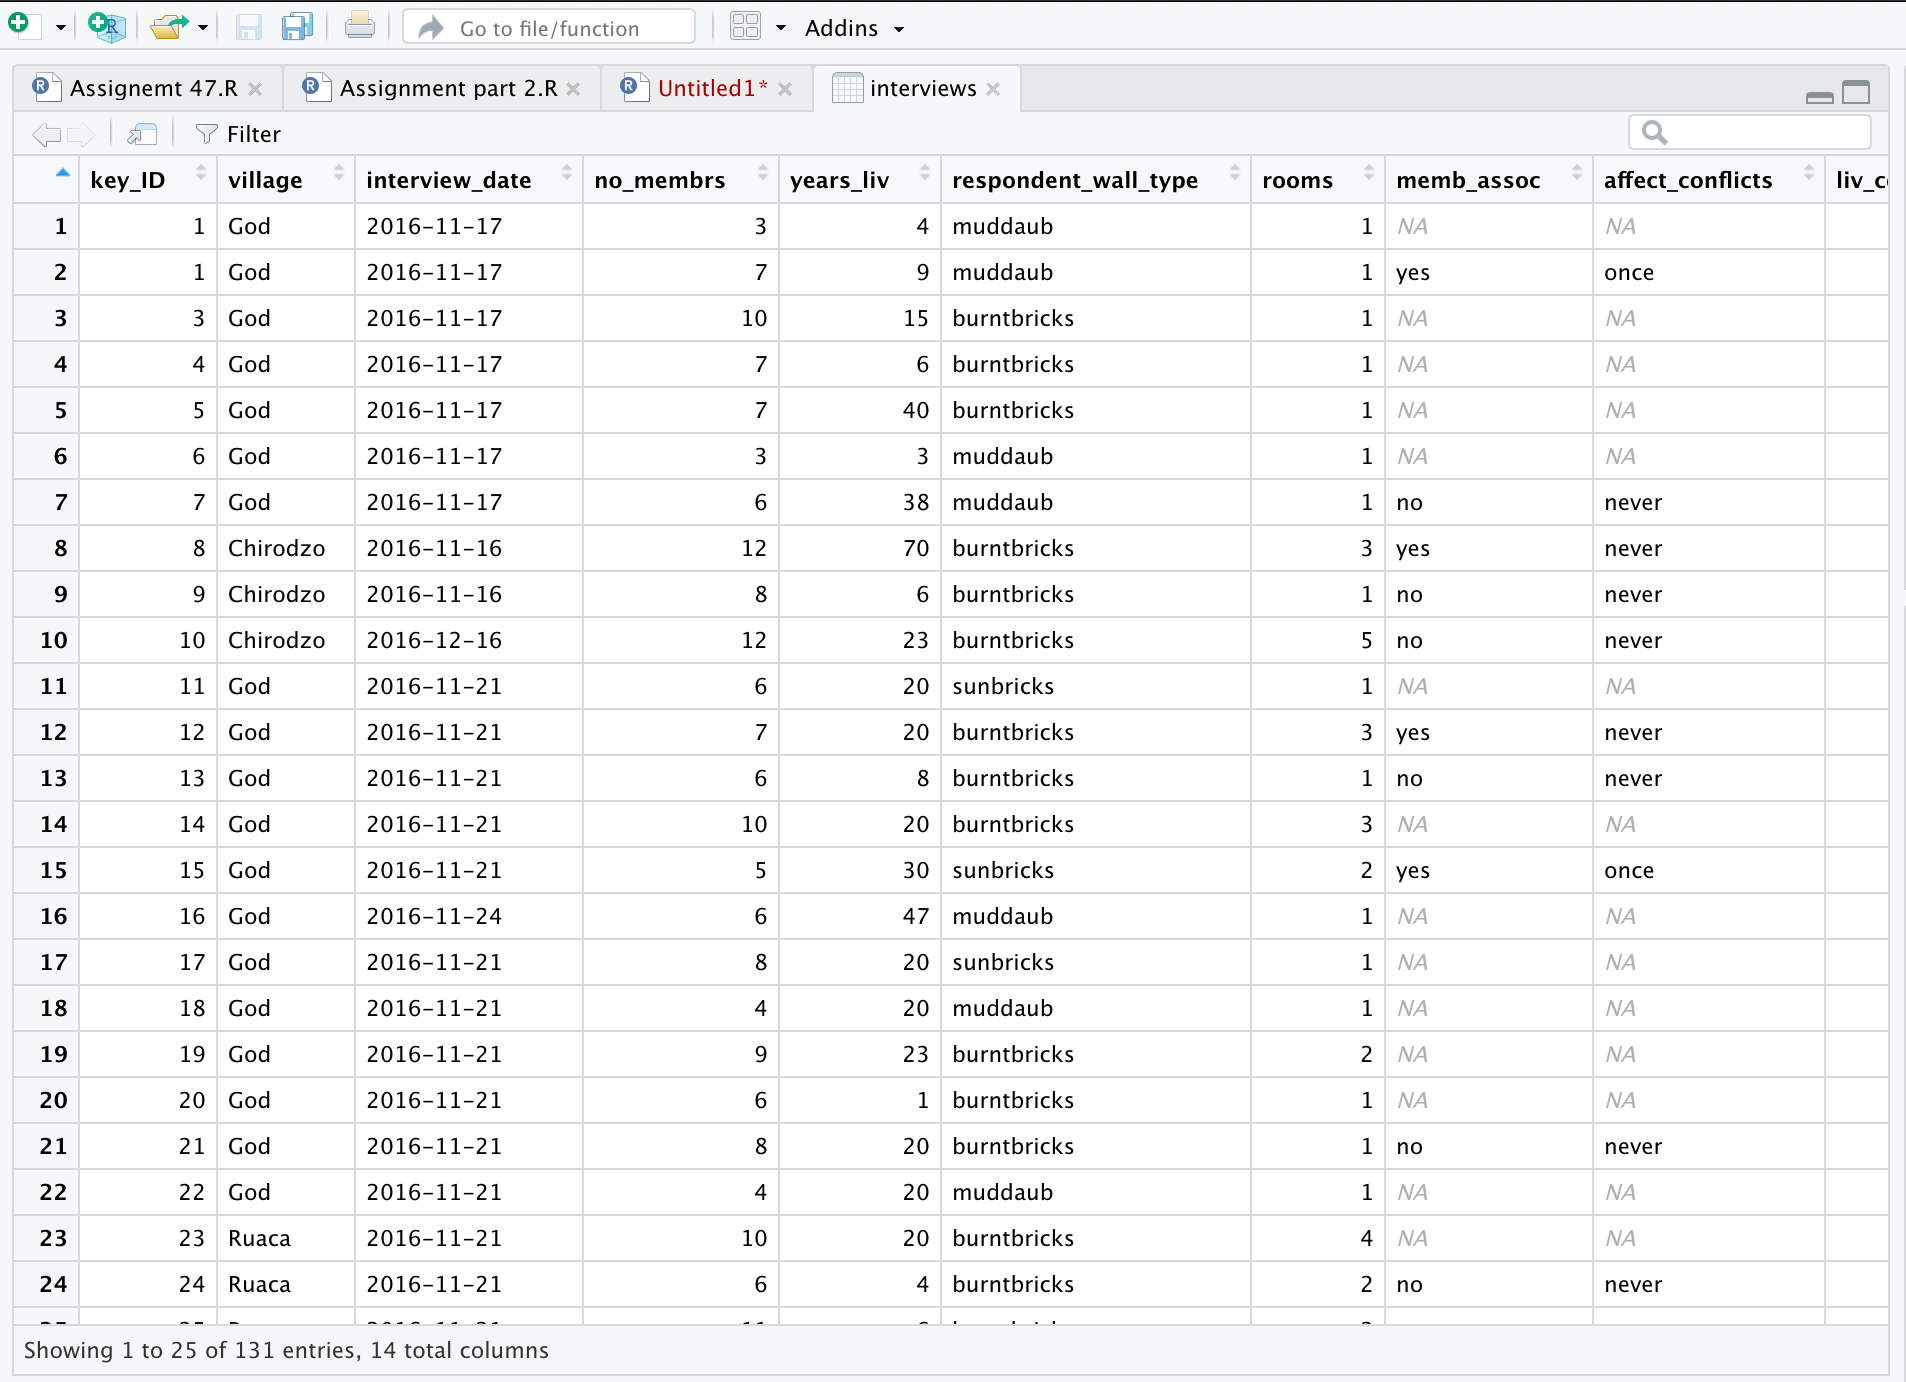 Go to file/function Addins
Assignemt 47.R Assignment part 2.R Untitled1* interviews
Filter
key_ID village interview_date no_membrs years_liv respondent_wall_type rooms memb_assoc affect_conflicts
1 1 God 2016-11-17 3 4 muddaub 1 NA NA
2 1 God 2016-11-17 7 9 muddaub 1 yes once
3 3 God 2016-11-17 10 15 burntbricks 1 NA NA
4 4 God 2016-11-17 7 6 burntbricks 1 NA NA
5 5 God 2016-11-17 7 40 burntbricks 1 NA NA
6 6 God 2016-11-17 3 3 muddaub 1 NA NA
7 7 God 2016-11-17 6 38 muddaub 1 no never
8 8 Chirodzo 2016-11-16 12 70 burntbricks 3 yes never
9 9 Chirodzo 2016-11-16 8 6 burntbricks 1 no never
10 10 Chirodzo 2016-12-16 12 23 burntbricks 5 no never
11 11 God 2016-11-21 6 20 sunbricks 1 NA NA
12 12 God 2016-11-21 7 20 burntbricks 3 yes never
13 13 God 2016-11-21 6 8 burntbricks 1 no never
14 14 God 2016-11-21 10 20 burntbricks 3 NA NA
15 15 God 2016-11-21 5 30 sunbricks 2 yes once
16 16 God 2016-11-24 6 47 muddaub 1 NA NA
17 17 God 2016-11-21 8 20 sunbricks 1 NA NA
18 18 God 2016-11-21 4 20 muddaub 1 NA NA
19 19 God 2016-11-21 9 23 burntbricks 2 NA NA
20 20 God 2016-11-21 6 1 burntbricks 1 NA NA
21 21 God 2016-11-21 8 20 burntbricks 1 no never
22 22 God 2016-11-21 4 20 muddaub 1 NA NA
23 23 Ruaca 2016-11-21 10 20 burntbricks 4 NA NA
24 24 Ruaca 2016-11-21 6 4 burntbricks 2 no never
Showing 1 to 25 of 131 entries, 14 total columns